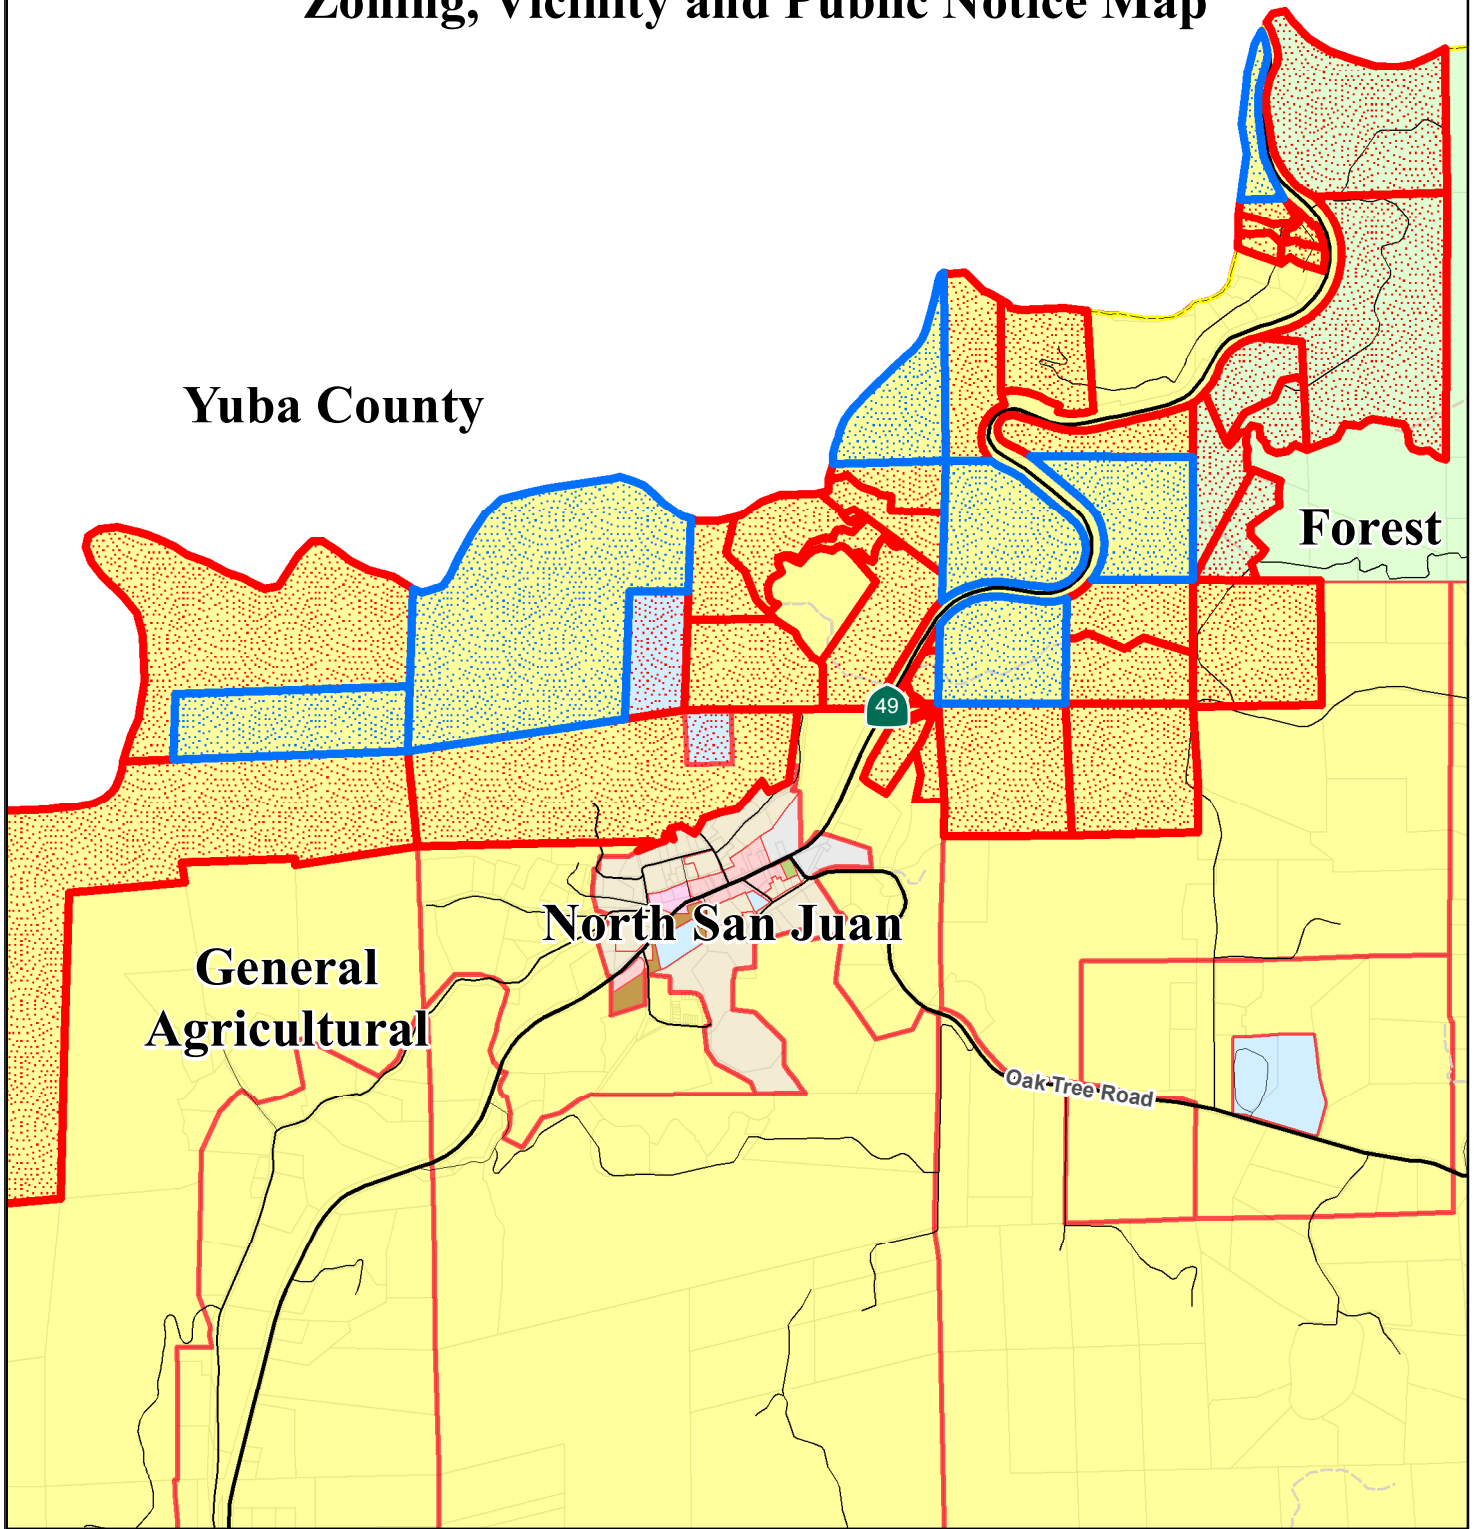 Zoning, Vicinity and Public Notice Map
Yuba County
Forest
49
North San Juan
General
Agricultural
Oak Tree Road